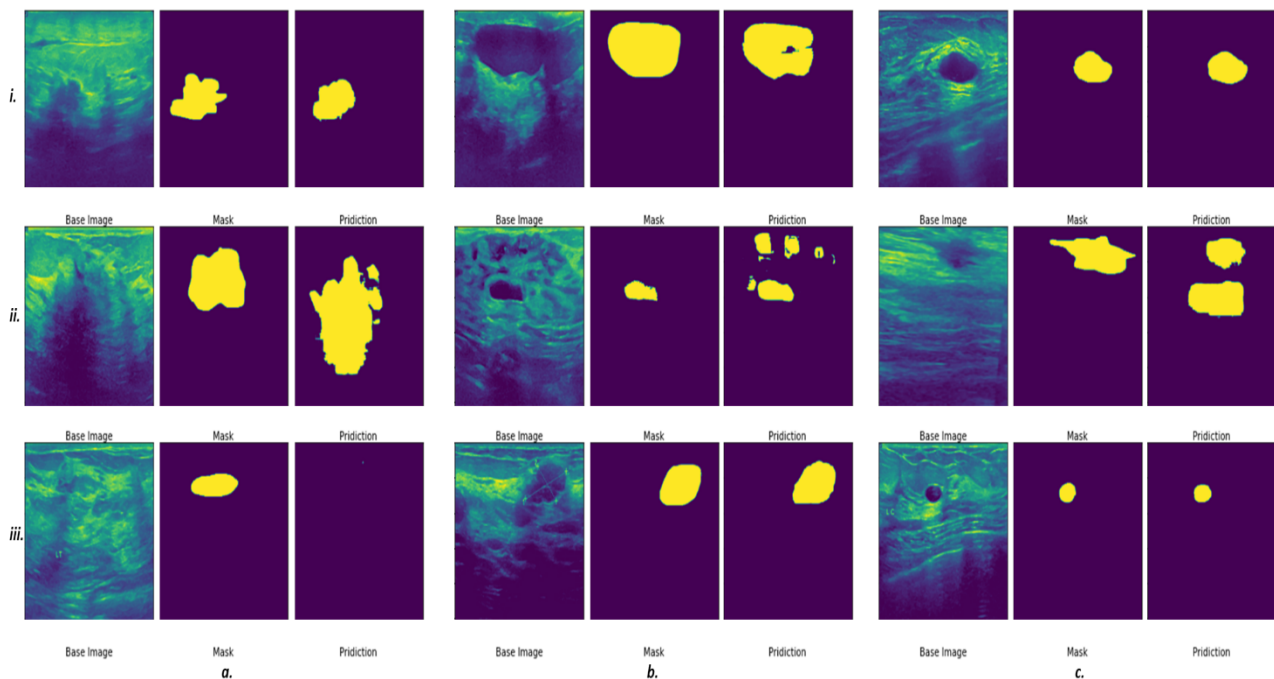 i.
Base Image Mask Pridiction Base Image Mask Pridiction Base Image Mask Pridiction
ii.
Base Image Mask Pridiction Base Image Mask Pridiction Base Image Mask Pridiction
iii.
LT
LC
Base Image Mask Pridiction Base Image Mask Pridiction Base Image Mask Pridiction
a. b. c.